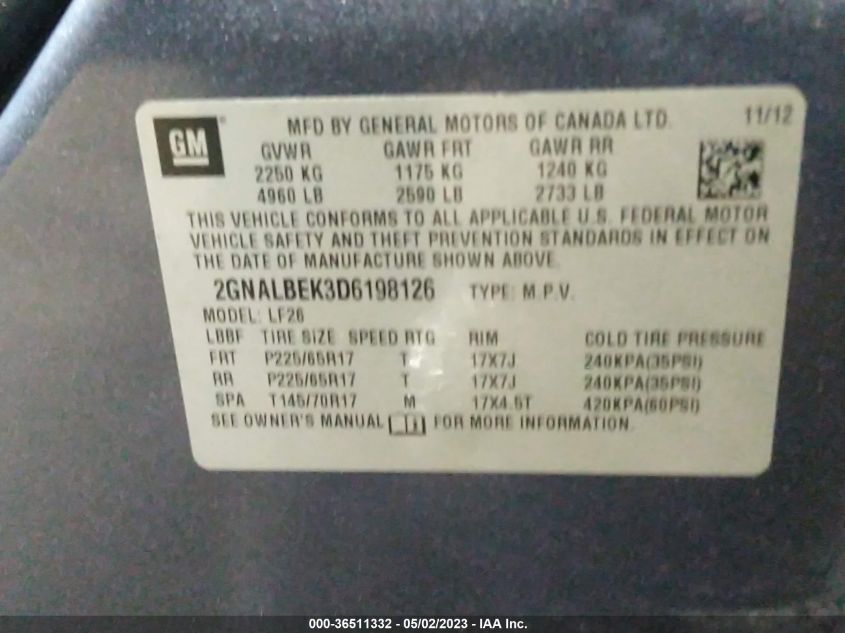 GM
MFD BY GENERAL MOTORS OF CANADA LTD. 11/12
GVWR GAWR FRT GAWR RR
2250 KG 1175 KG 1240 KG
4960 LB 2590 LB 2733 LB
THIS VEHICLE CONFORMS TO ALL APPLICABLE U.S. FEDERAL MOTOR
VEHICLE SAFETY AND THEFT PREVENTION STANDARDS IN EFFECT ON
THE DATE OF MANUFACTURE SHOWN ABOVE.
2GNALBEK3D6198126 TYPE: M.P.V.
MODEL: LF26
LBBF TIRE SIZE SPEED RTG RIM COLD TIRE PRESSURE
FRT P225/65R17 T 17X7J 240KPA(35PSI)
RR P225/65R17 T 17X7J 240KPA(35PSI)
SPA T145/70R17 M 17X4.5T 420KPA(60PSI)
SEE OWNER'S MANUAL FOR MORE INFORMATION.
000-36511332 - 05/02/2023 - IAA Inc.